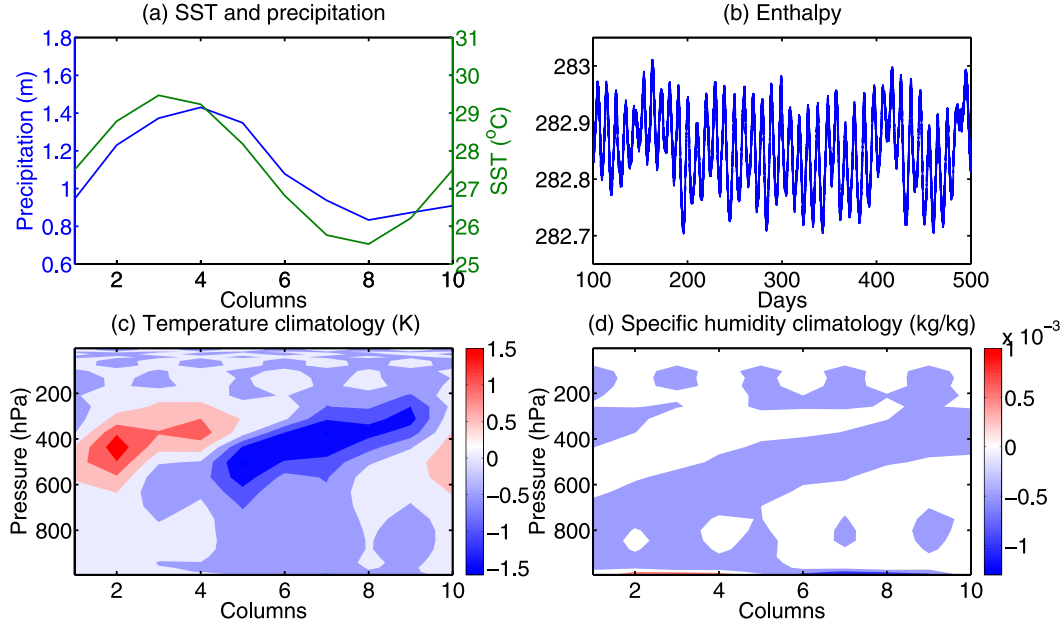 (a) SST and precipitation
1.8
1.6
1.4
1.2
1
0.8
0.6
Precipitation (m)
31
30
29
28
27
26
25
SST (°C)
2 4 6 8 10
Columns
(b) Enthalpy
283
282.9
282.8
282.7
100 200 300 400 500
Days
(c) Temperature climatology (K)
200
400
600
800
Pressure (hPa)
2 4 6 8 10
Columns
1.5
1
0.5
0
−0.5
−1
−1.5
(d) Specific humidity climatology (kg/kg)
x 10⁻³
200
400
600
800
Pressure (hPa)
2 4 6 8 10
Columns
1
0.5
0
−0.5
−1